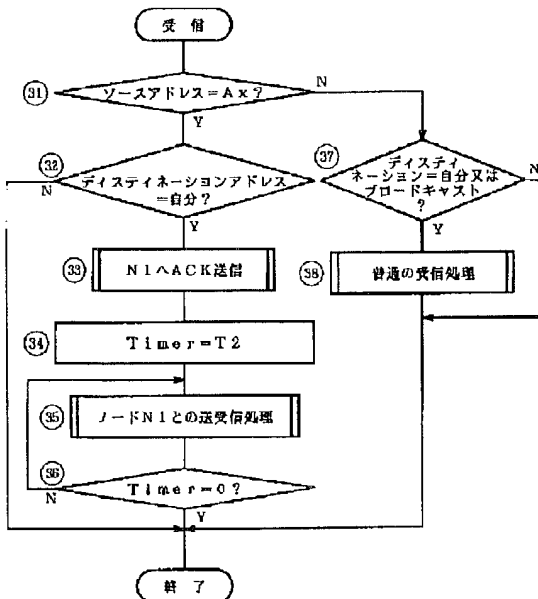 受 信
31
ソースアドレス=Ax?
N
Y
32
N
ディスティネーションアドレス
=自分?
Y
37
ディスティ
ネーション=自分又は
ブロードキャスト
?
N
Y
33
N1へACK送信
38
普通の受信処理
34
Timer=T2
35
ノードN1との送受信処理
36
N
Timer=0?
Y
終 了